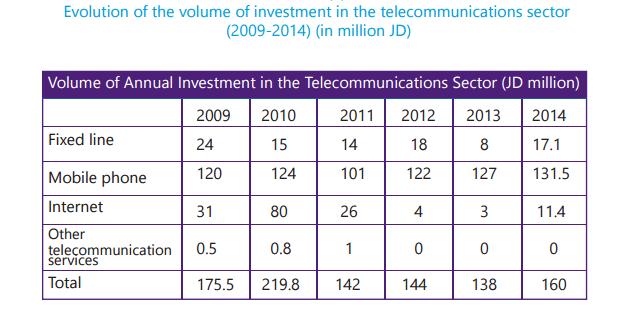 Evolution of the volume of investment in the telecommunications sector
(2009-2014) (in million JD)
Volume of Annual Investment in the Telecommunications Sector (JD million)
2009 2010 2011 2012 2013 2014
Fixed line 24 15 14 18 8 17.1
Mobile phone 120 124 101 122 127 131.5
Internet 31 80 26 4 3 11.4
Other
telecommunication 0.5 0.8 1 0 0 0
services
Total 175.5 219.8 142 144 138 160